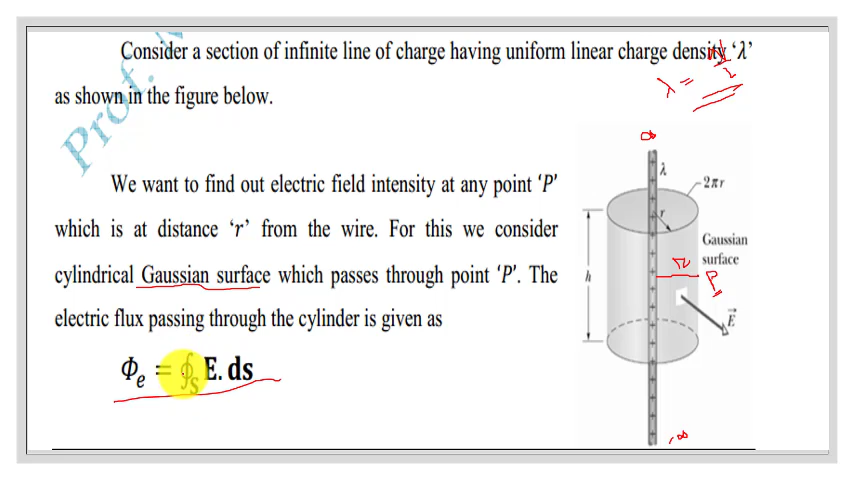 Consider a section of infinite line of charge having uniform linear charge density ‘λ’
as shown in the figure below.
λ =
∞
λ
2πr
r
We want to find out electric field intensity at any point ‘P’
which is at distance ‘r’ from the wire. For this we consider
cylindrical Gaussian surface which passes through point ‘P’. The
electric flux passing through the cylinder is given as
Gaussian
surface
h
r
P
E⃗
Φₑ = ∮ₛ E. ds
∞
Prof.